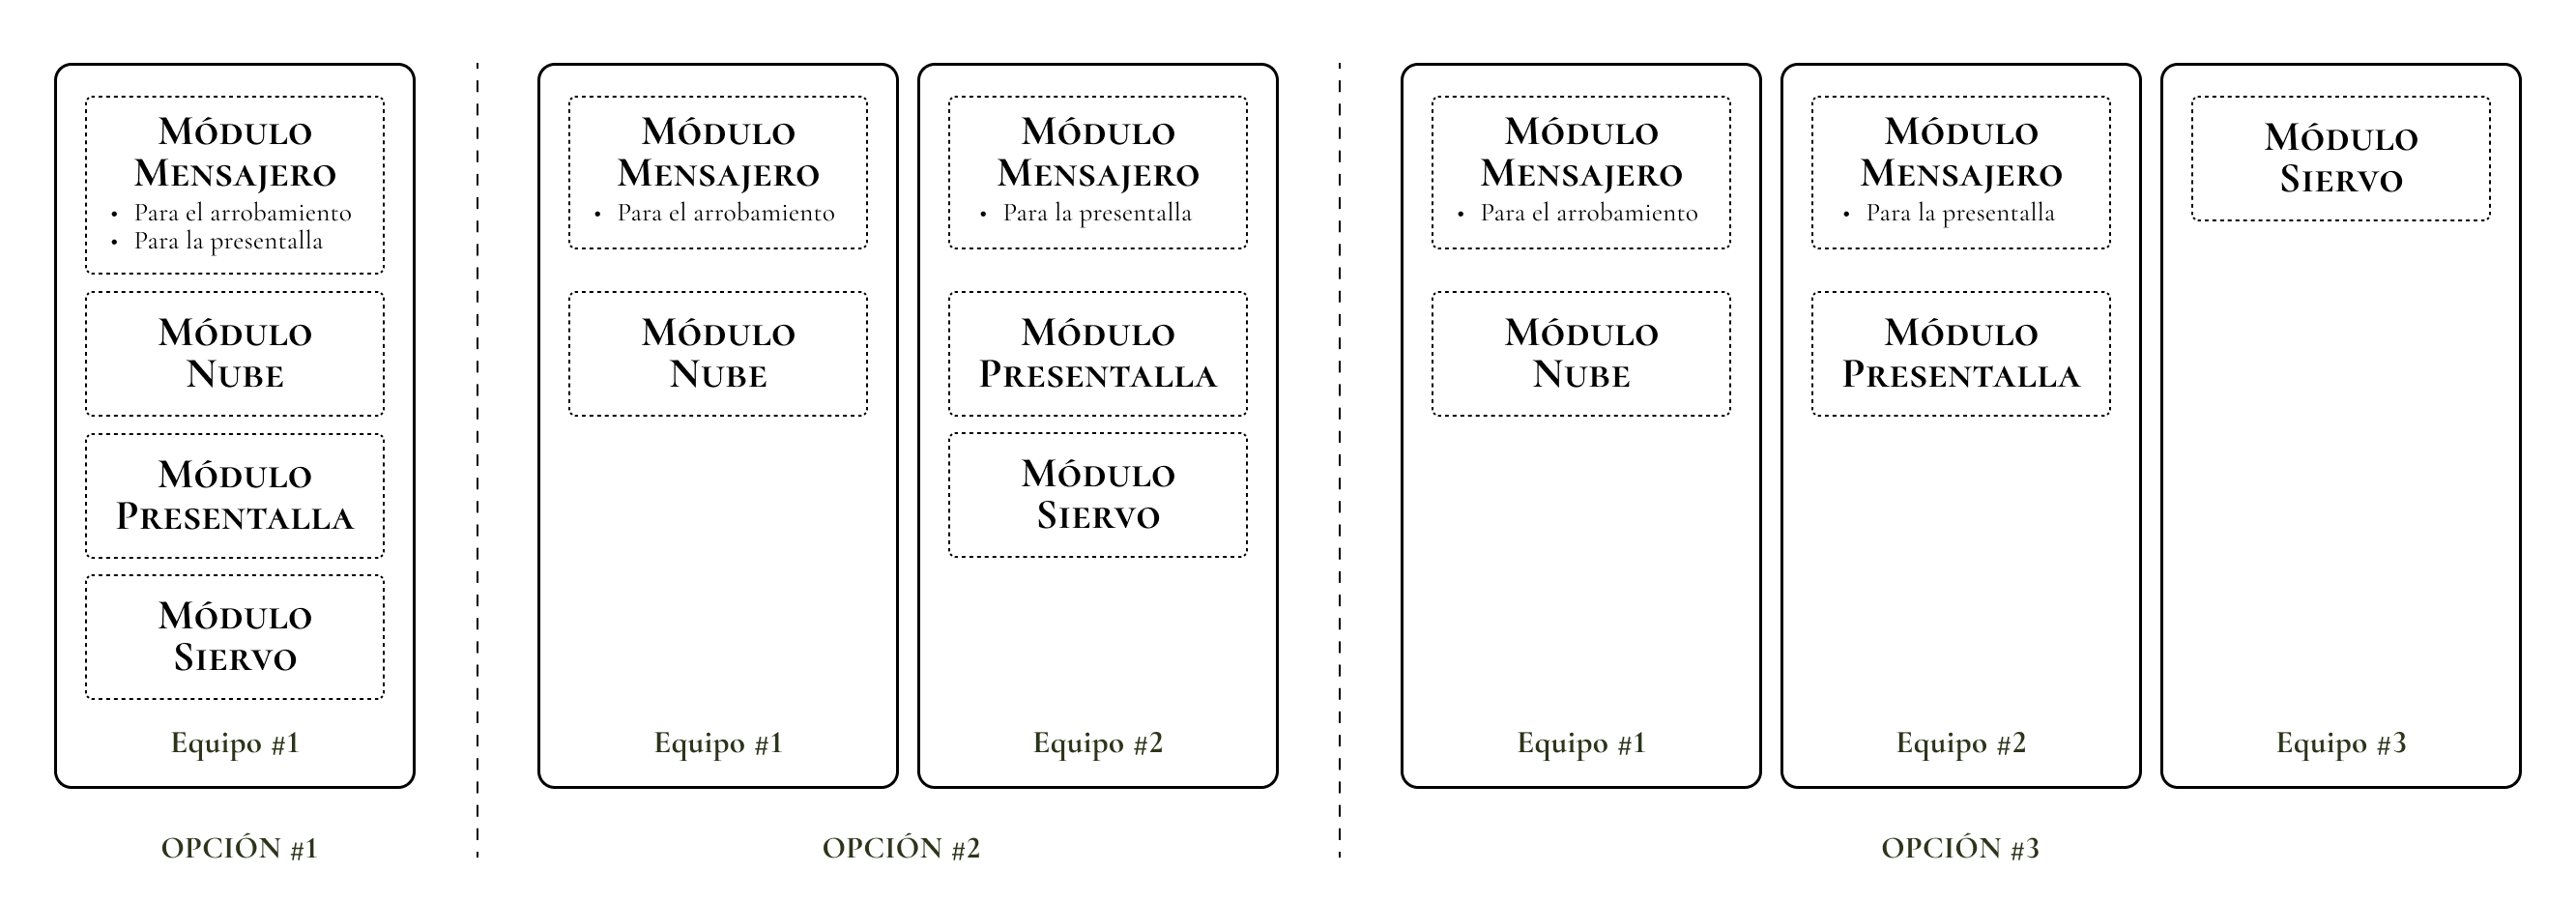 MÓDULO
MENSAJERO
• Para el arrobamiento
• Para la presentalla
MÓDULO
NUBE
MÓDULO
PRESENTALLA
MÓDULO
SIERVO
Equipo #1
OPCIÓN #1
MÓDULO
MENSAJERO
• Para el arrobamiento
MÓDULO
NUBE
Equipo #1
MÓDULO
MENSAJERO
• Para la presentalla
MÓDULO
PRESENTALLA
MÓDULO
SIERVO
Equipo #2
OPCIÓN #2
MÓDULO
MENSAJERO
• Para el arrobamiento
MÓDULO
NUBE
Equipo #1
MÓDULO
MENSAJERO
• Para la presentalla
MÓDULO
PRESENTALLA
Equipo #2
MÓDULO
SIERVO
Equipo #3
OPCIÓN #3